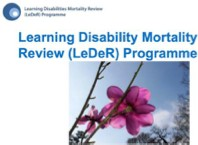 Learning Disabilities Mortality Review
(LeDeR) Programme
Learning Disability Mortality
Review (LeDeR) Programme